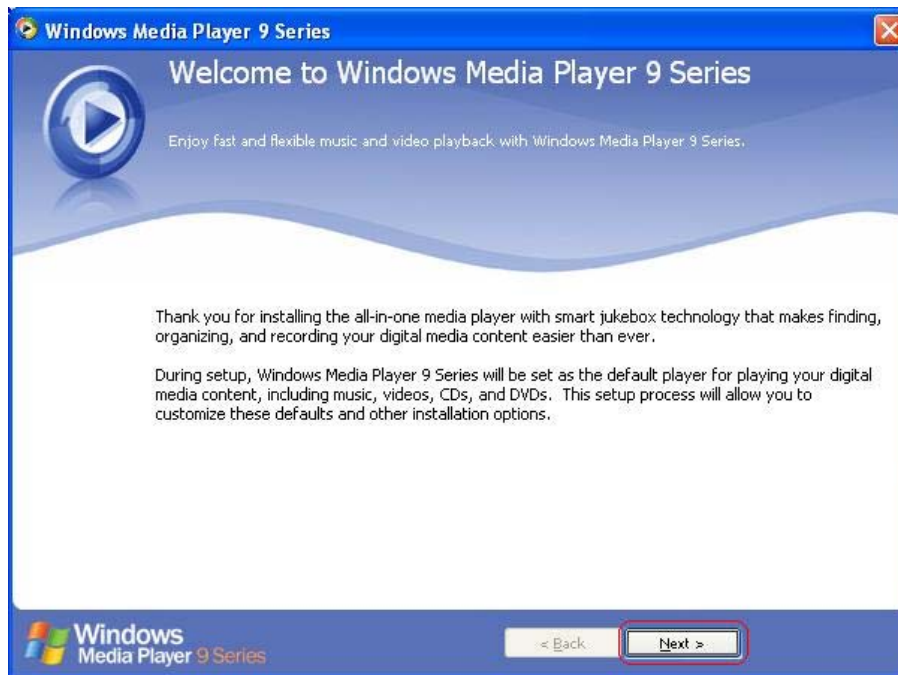 Windows Media Player 9 Series
Welcome to Windows Media Player 9 Series
Enjoy fast and flexible music and video playback with Windows Media Player 9 Series.
Thank you for installing the all-in-one media player with smart jukebox technology that makes finding,
organizing, and recording your digital media content easier than ever.
During setup, Windows Media Player 9 Series will be set as the default player for playing your digital
media content, including music, videos, CDs, and DVDs. This setup process will allow you to
customize these defaults and other installation options.
Windows
Media Player 9 Series
< Back
Next >